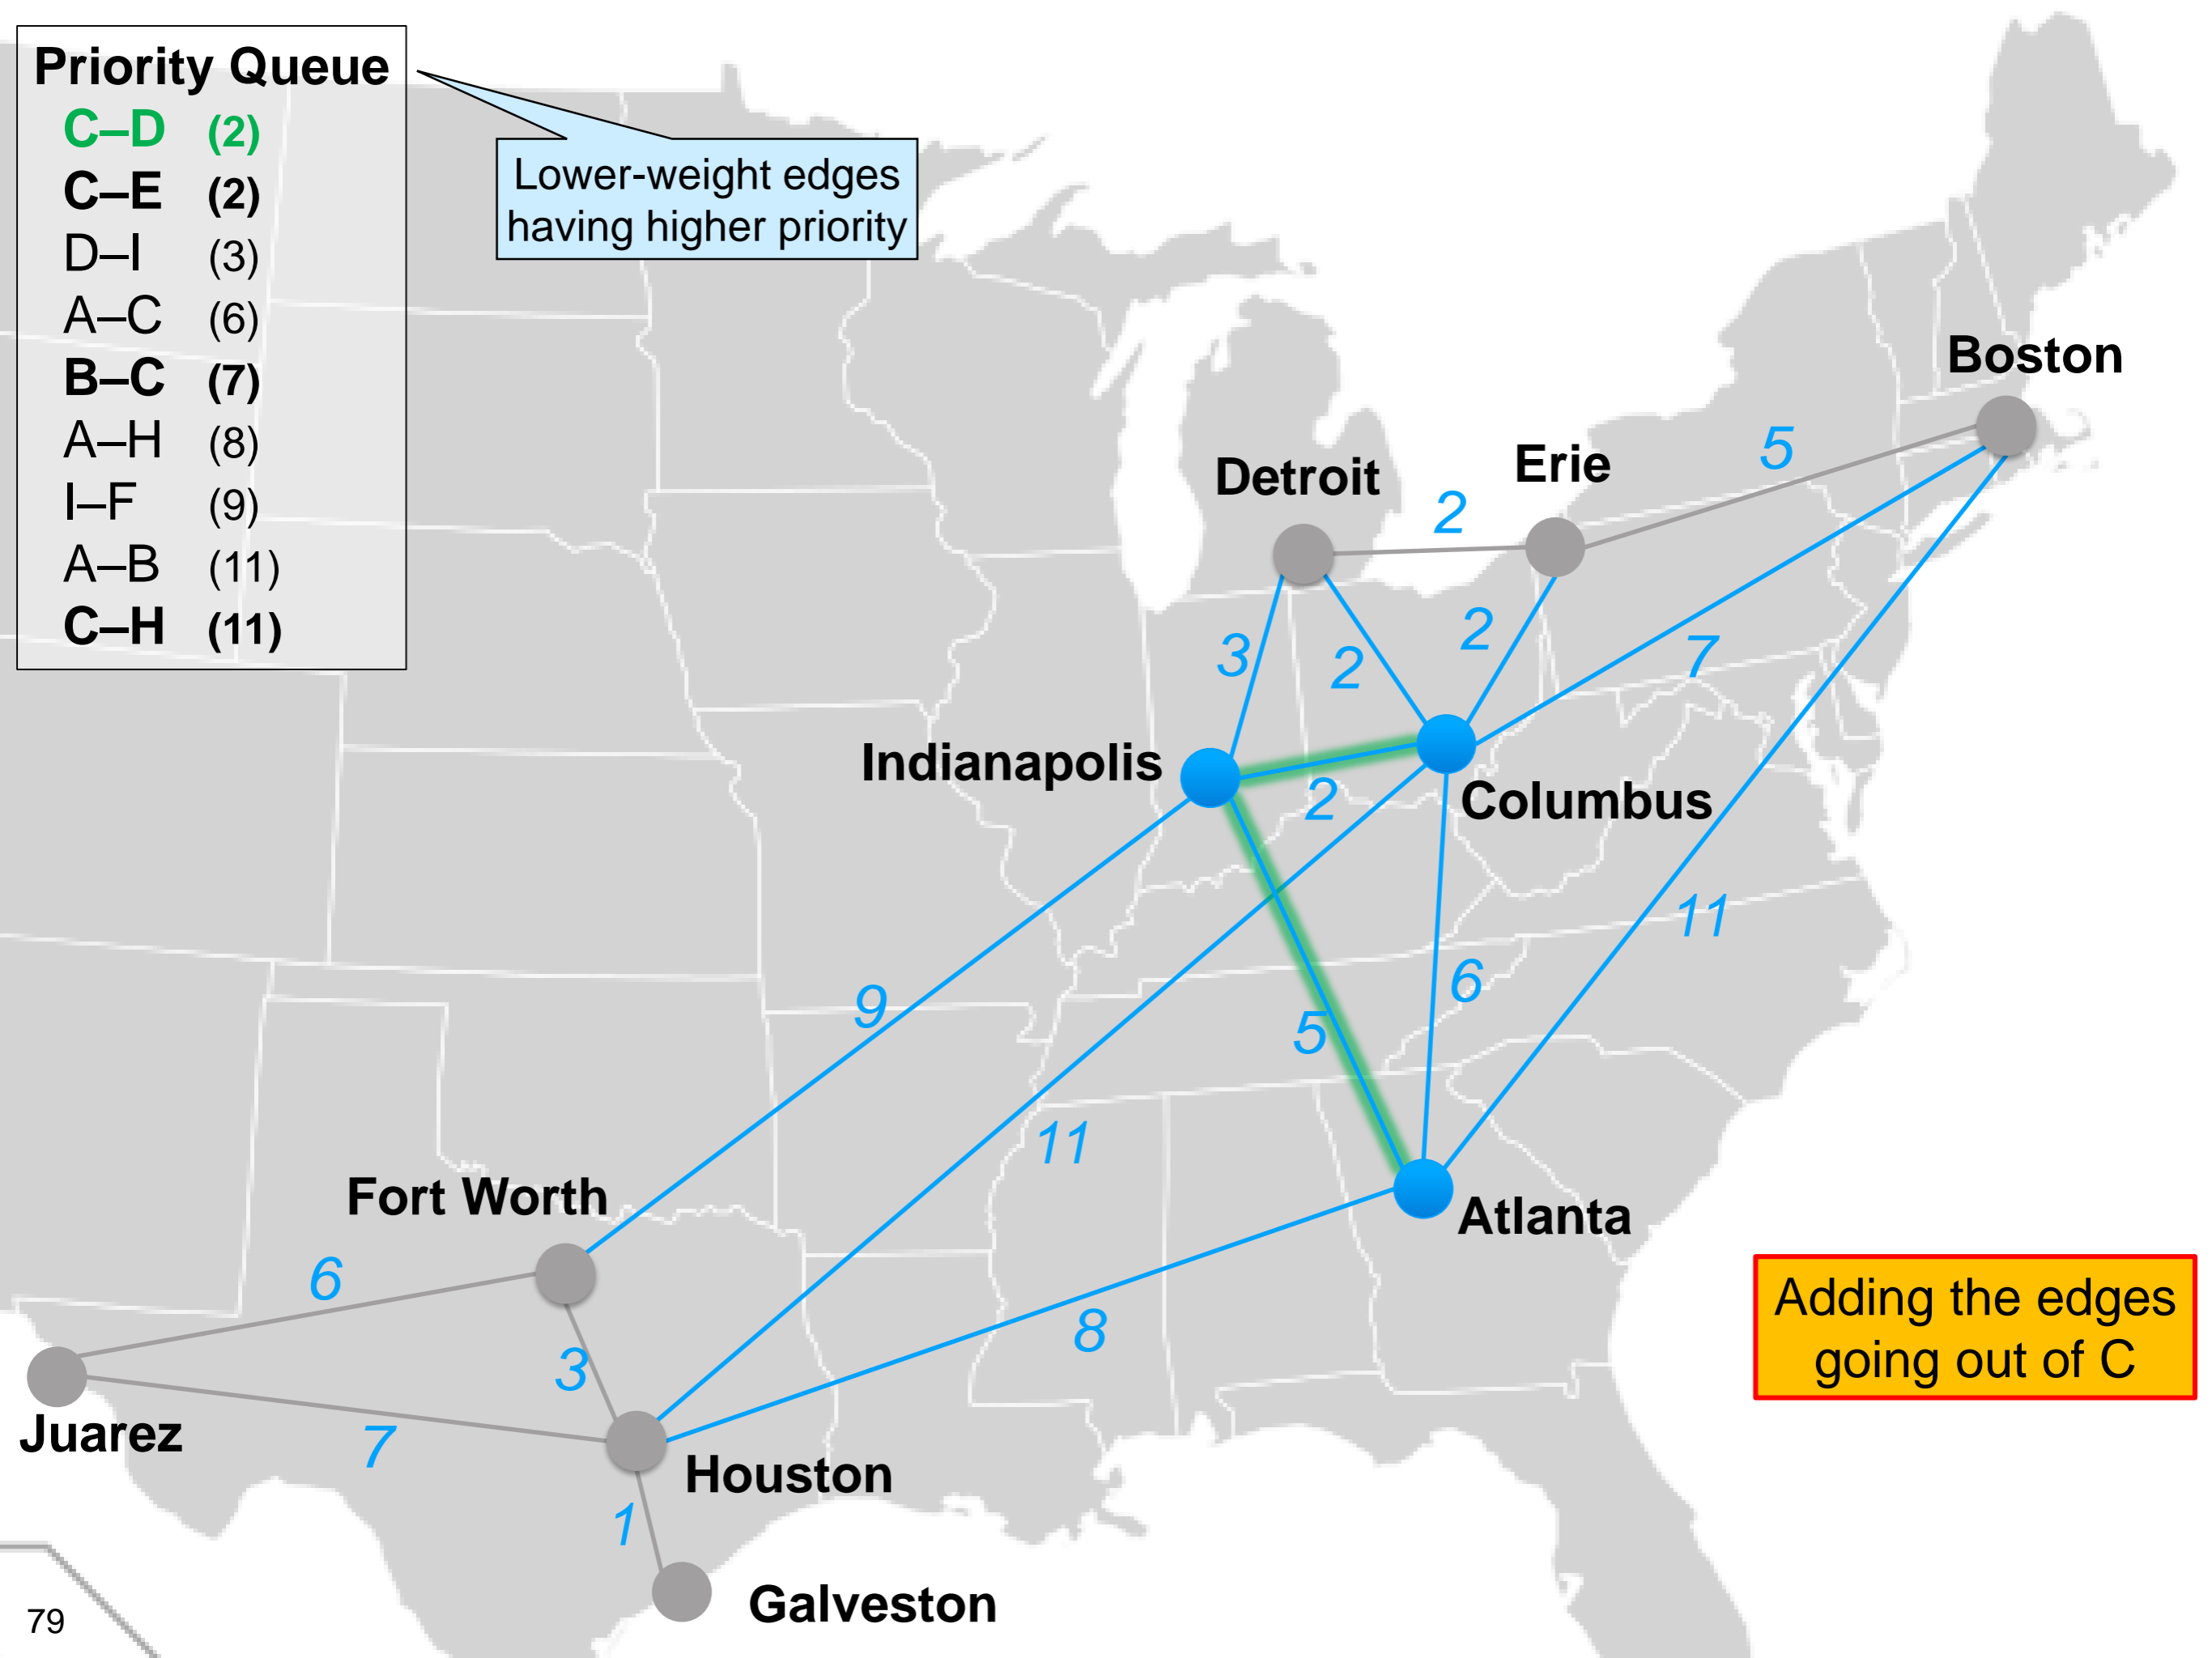 Priority Queue
C–D (2)
C–E (2)
D–I (3)
A–C (6)
B–C (7)
A–H (8)
I–F (9)
A–B (11)
C–H (11)
Lower-weight edges
having higher priority
Boston
Erie
Detroit
5
2
3
2
2
7
Indianapolis
2
Columbus
11
9
6
5
11
Fort Worth
Atlanta
6
8
3
Adding the edges
going out of C
Juarez
7
Houston
1
Galveston
79